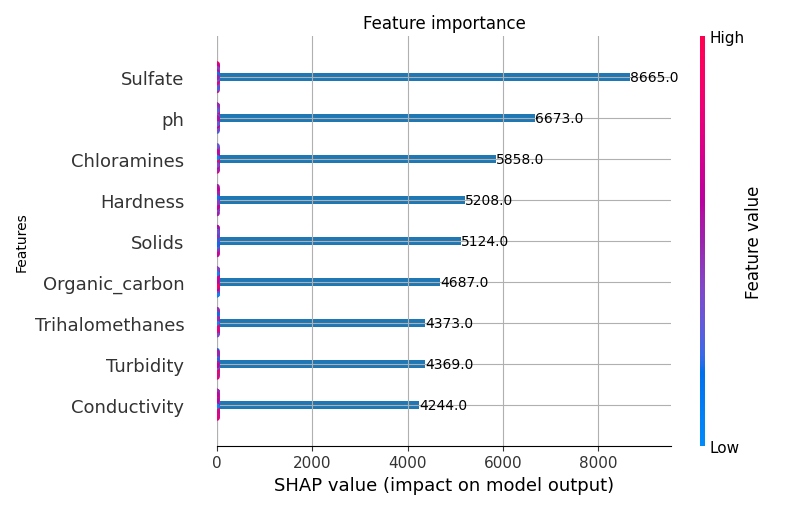 Feature importance
High
Sulfate
8665.0
ph
6673.0
Chloramines
5858.0
Hardness
5208.0
Solids
5124.0
Organic_carbon
4687.0
Trihalomethanes
4373.0
Turbidity
4369.0
Conductivity
4244.0
Features
Feature value
Low
0 2000 4000 6000 8000
SHAP value (impact on model output)